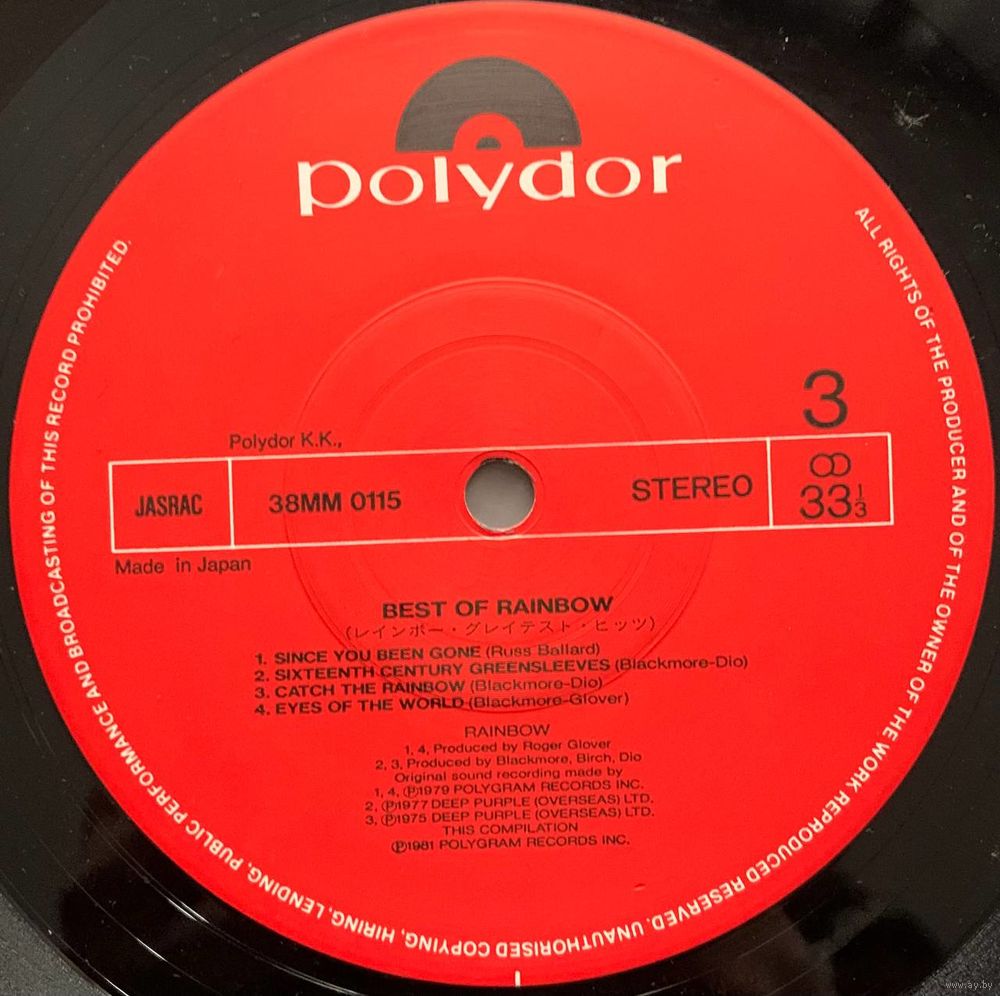 polydor
ALL RIGHTS OF THE PRODUCER AND OF THE OWNER OF THE WORK REPRODUCED RESERVED. UNAUTHORISED COPYING, HIRING, LENDING, PUBLIC PERFORMANCE AND BROADCASTING OF THIS RECORD PROHIBITED.
3
Polydor K.K.,
JASRAC 38MM 0115 STEREO 33 1/3
Made in Japan
BEST OF RAINBOW
(レインボー・グレイテスト・ヒッツ)
1. SINCE YOU BEEN GONE (Russ Ballard)
2. SIXTEENTH CENTURY GREENSLEEVES (Blackmore-Dio)
3. CATCH THE RAINBOW (Blackmore-Dio)
4. EYES OF THE WORLD (Blackmore-Glover)
RAINBOW
1, 4, Produced by Roger Glover
2, 3, Produced by Blackmore, Birch, Dio
Original sound recording made by
1, 4, ℗1979 POLYGRAM RECORDS INC.
2, ℗1977 DEEP PURPLE (OVERSEAS) LTD.
3, ℗1975 DEEP PURPLE (OVERSEAS) LTD.
THIS COMPILATION
℗1981 POLYGRAM RECORDS INC.
www.ay.by